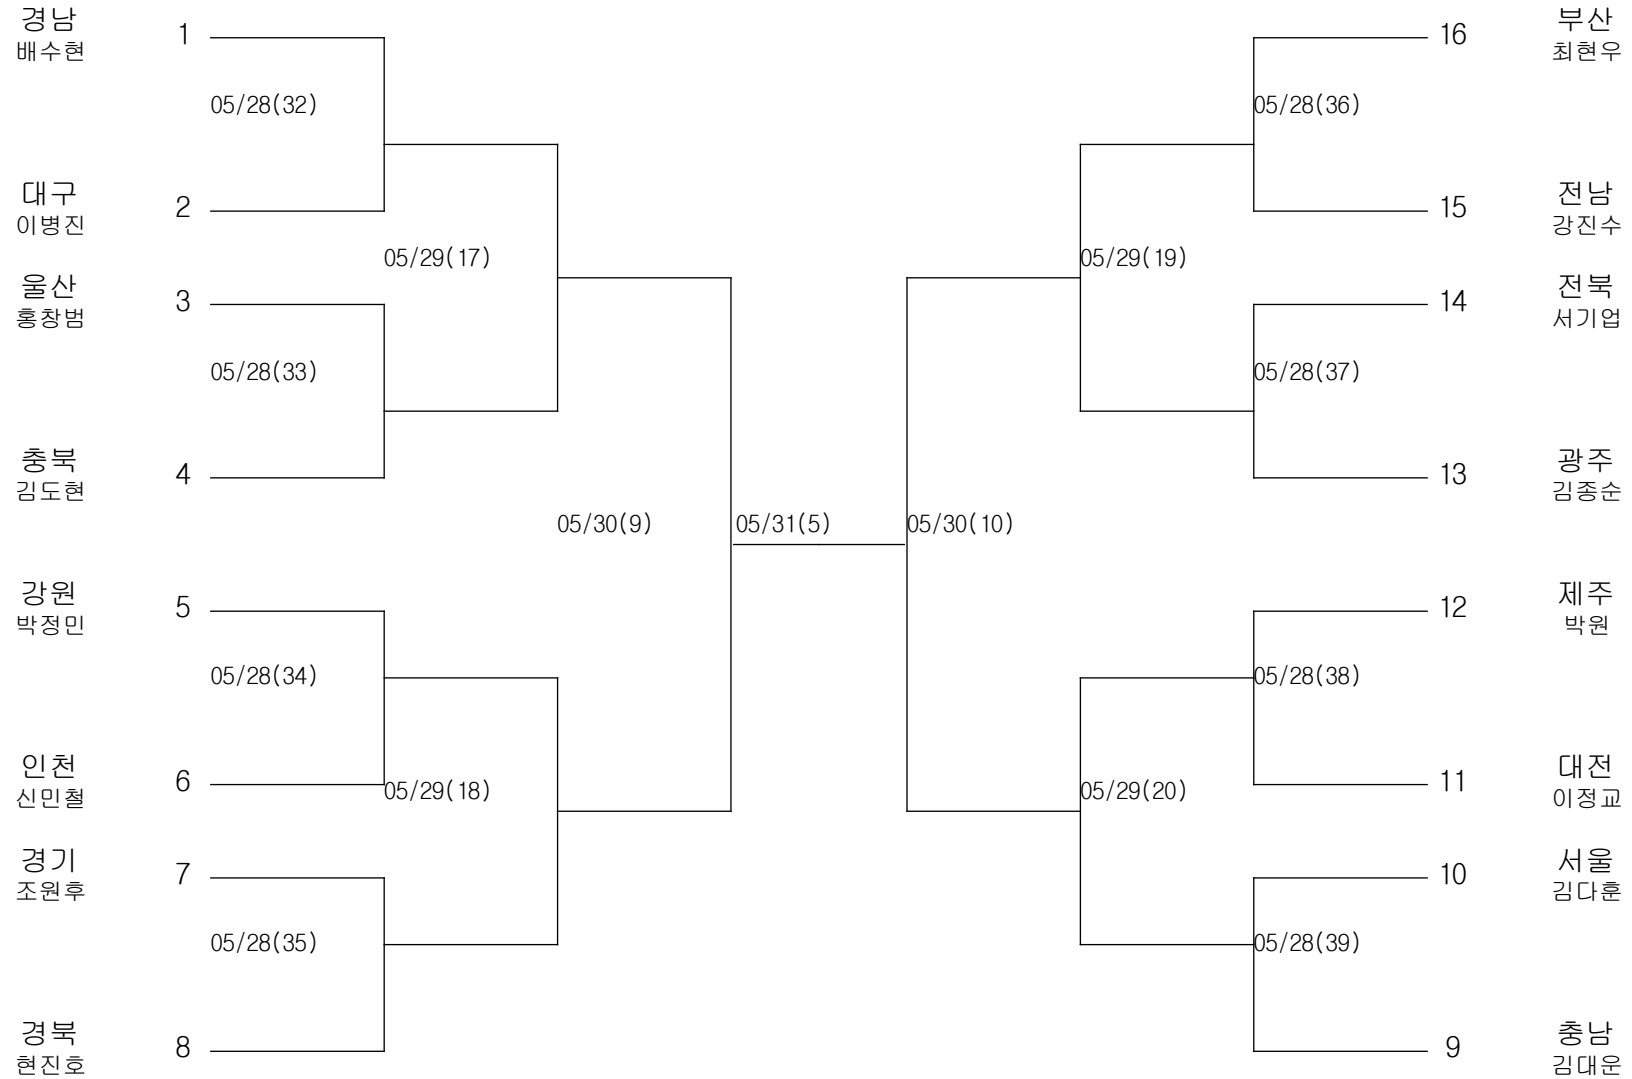 경남
배수현
1
16
부산
최현우
05/28(32)
05/28(36)
대구
이병진
2
15
전남
강진수
05/29(17)
05/29(19)
울산
홍창범
3
14
전북
서기업
05/28(33)
05/28(37)
충북
김도현
4
13
광주
김종순
05/30(9)
05/31(5)
05/30(10)
강원
박정민
5
12
제주
박원
05/28(34)
05/28(38)
인천
신민철
6
11
대전
이정교
05/29(18)
05/29(20)
경기
조원후
7
10
서울
김다훈
05/28(35)
05/28(39)
경북
현진호
8
9
충남
김대운